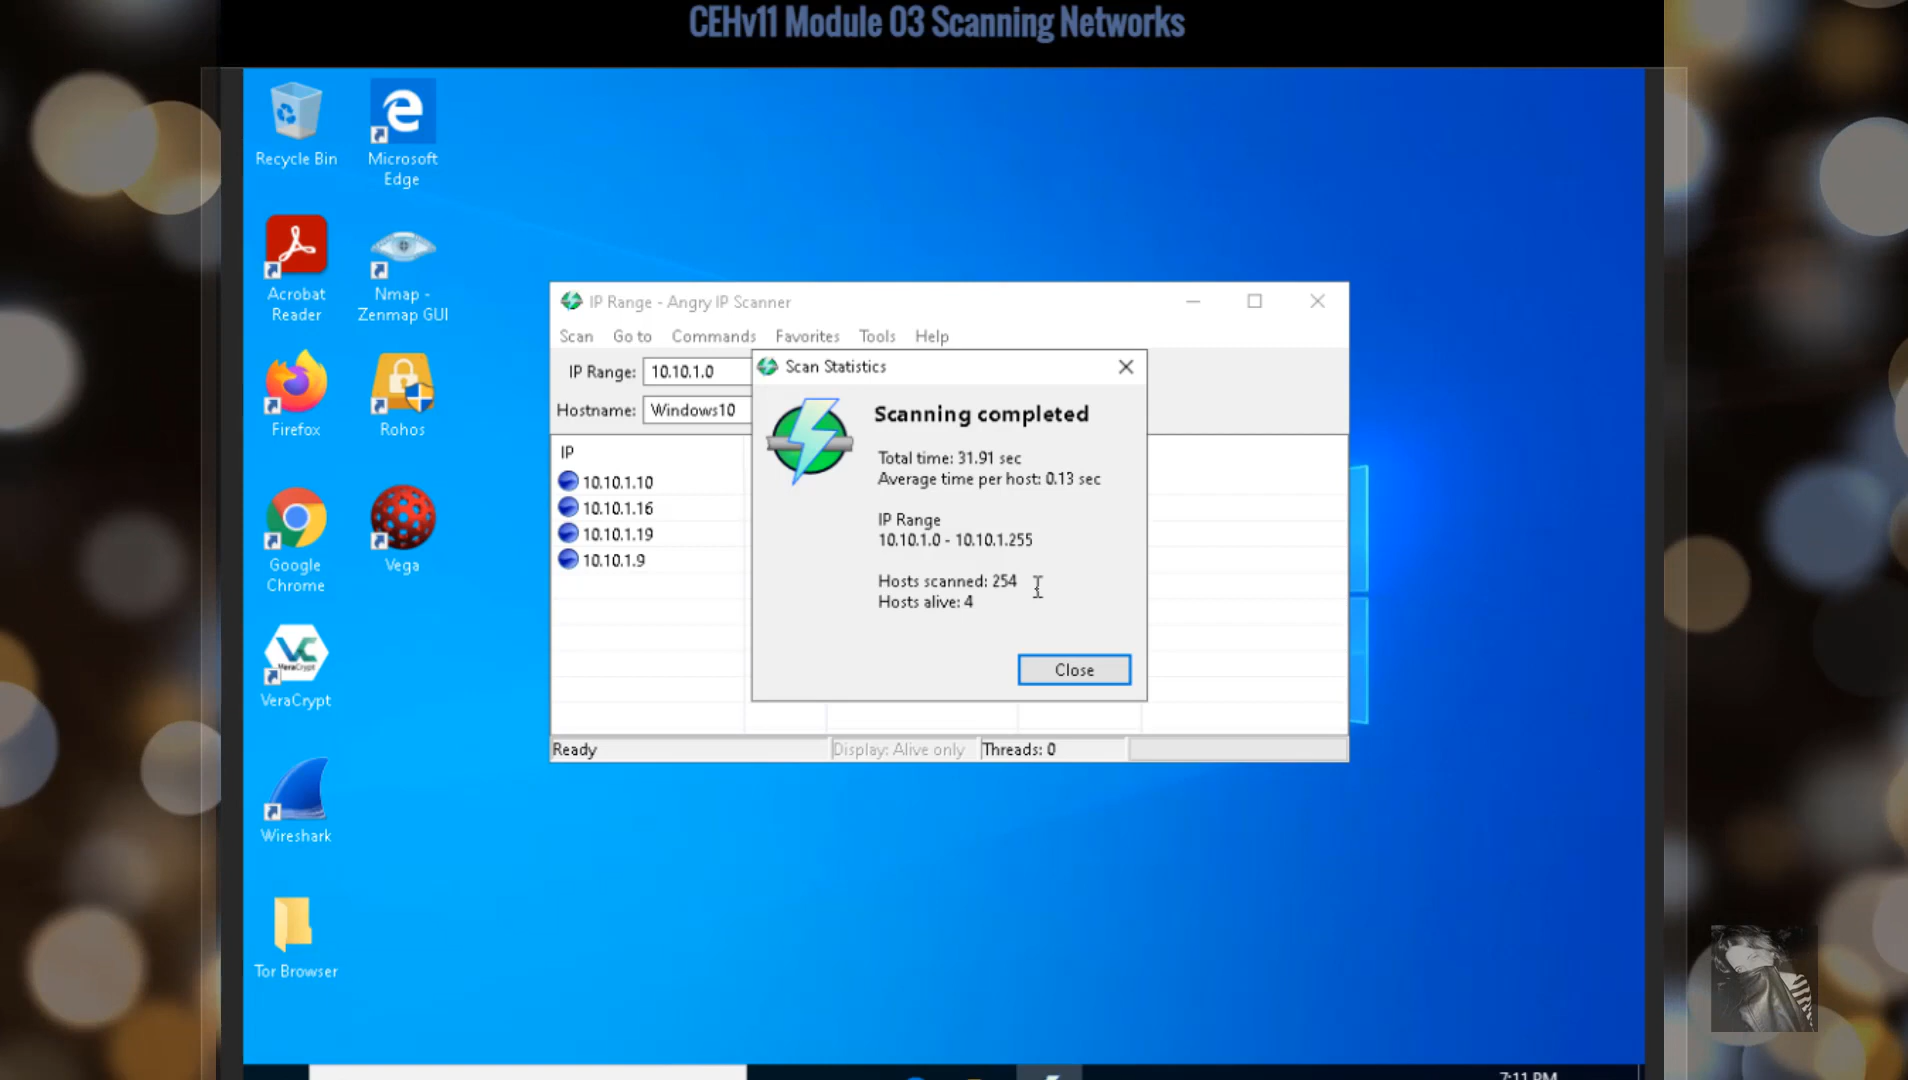 CEHv11 Module 03 Scanning Networks
Recycle Bin
Microsoft
Edge
Acrobat
Reader
Nmap -
Zenmap GUI
Firefox
Rohos
Google
Chrome
Vega
VeraCrypt
VeraCrypt
Wireshark
Tor Browser
IP Range - Angry IP Scanner
Scan Go to Commands Favorites Tools Help
IP Range: 10.10.1.0
Hostname: Windows10
IP
10.10.1.10
10.10.1.16
10.10.1.19
10.10.1.9
Ready Display: Alive only Threads: 0
Scan Statistics
Scanning completed
Total time: 31.91 sec
Average time per host: 0.13 sec
IP Range
10.10.1.0 - 10.10.1.255
Hosts scanned: 254
Hosts alive: 4
Close
7:11 PM